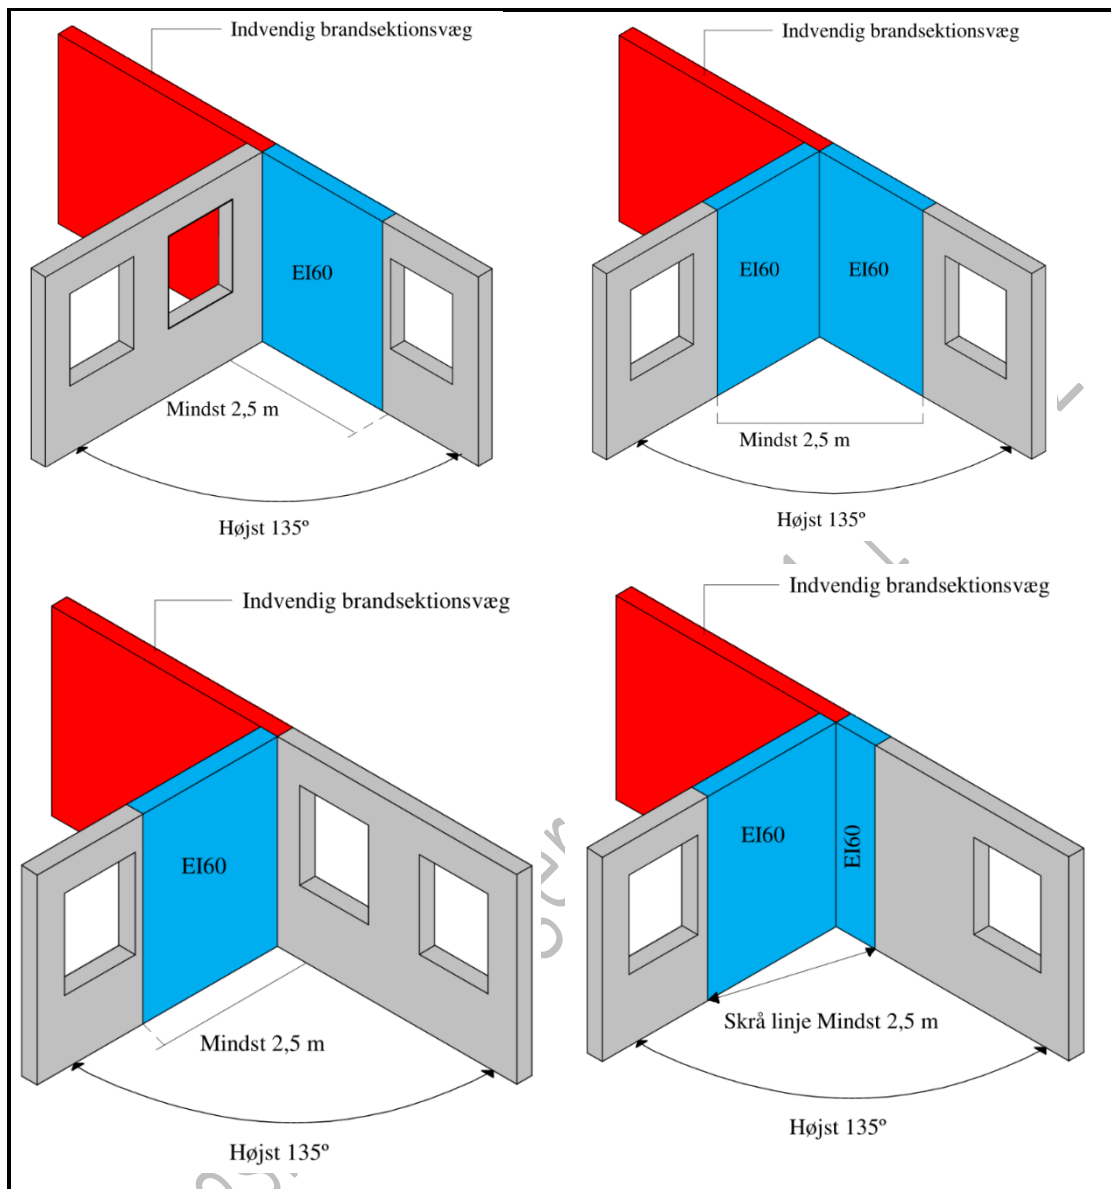 Indvendig brandsektionsvæg
EI60
Mindst 2,5 m
Højst 135º
Indvendig brandsektionsvæg
EI60
EI60
Mindst 2,5 m
Højst 135º
Indvendig brandsektionsvæg
EI60
Mindst 2,5 m
Højst 135º
Indvendig brandsektionsvæg
EI60
EI60
Skrå linje Mindst 2,5 m
Højst 135º